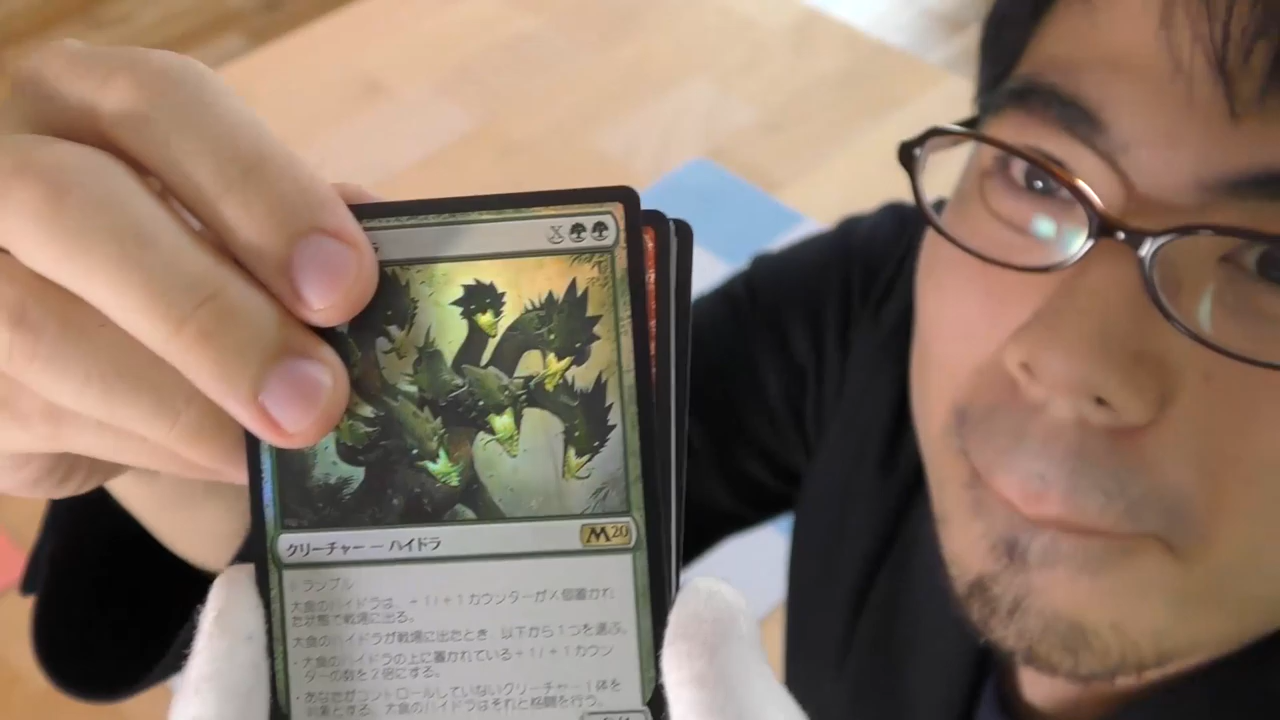 X
クリーチャー — ハイドラ
M20
トランプル
大食のハイドラは、+1/+1カウンターがX個置かれ
た状態で戦場に出る。
大食のハイドラが戦場に出たとき、以下から1つを選ぶ。
・大食のハイドラの上に置かれている+1/+1カウン
ターの数を2倍にする。
・あなたがコントロールしていないクリーチャー1体を
対象とする。大食のハイドラはそれと格闘を行う。